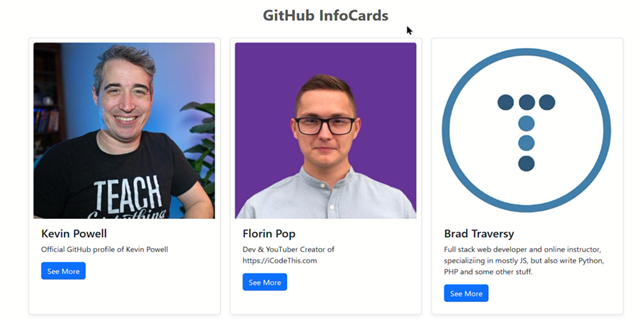 GitHub InfoCards
TEACH
Everything
Kevin Powell
Official GitHub profile of Kevin Powell
See More
Florin Pop
Dev & YouTuber Creator of
https://iCodeThis.com
See More
T
Brad Traversy
Full stack web developer and online instructor,
specializiing in mostly JS, but also write Python,
PHP and some other stuff.
See More